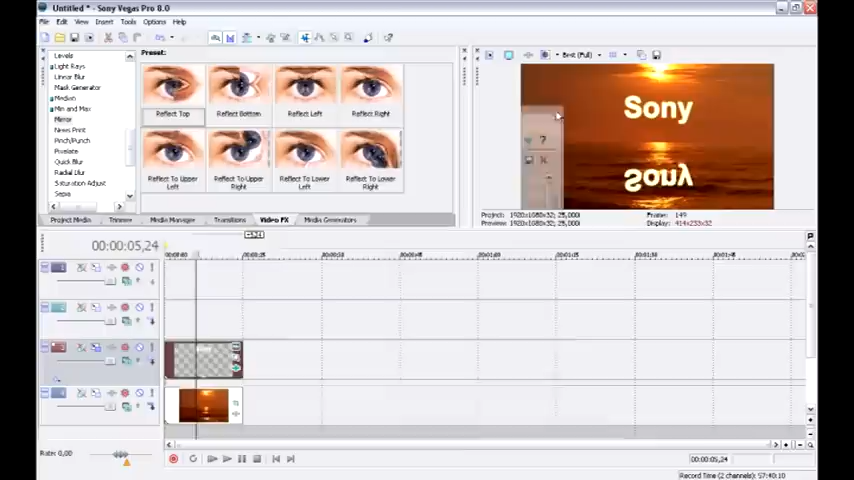 Untitled * - Sony Vegas Pro 8.0
File Edit View Insert Tools Options Help
Preset:
Best (Full)
Levels
Light Rays
Linear Blur
Mask Generator
Median
Min and Max
Mirror
News Print
Pinch/Punch
Pixelate
Quick Blur
Radial Blur
Saturation Adjust
Sepia
Reflect Top
Reflect Bottom
Reflect Left
Reflect Right
Reflect To Upper Left
Reflect To Upper Right
Reflect To Lower Left
Reflect To Lower Right
Sony
Sony
Project Media Trimmer Media Manager Transitions Video FX Media Generators
Project: 1920x1080x32; 25,000i
Frame: 149
Preview: 1920x1080x32; 25,000i
Display: 414x233x32
-5:24
00:00:05,24
Rate: 0,00
00:00:05,24
Record Time (2 channels): 57:40:10